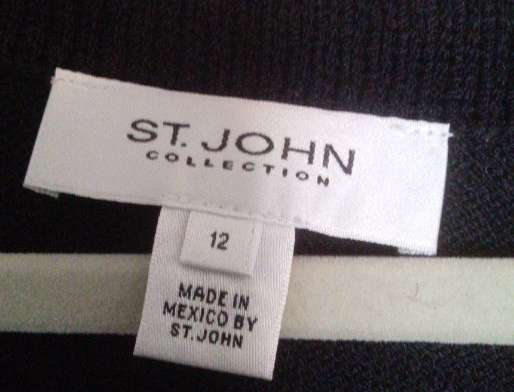 ST. JOHN
COLLECTION
12
MADE IN
MEXICO BY
ST. JOHN